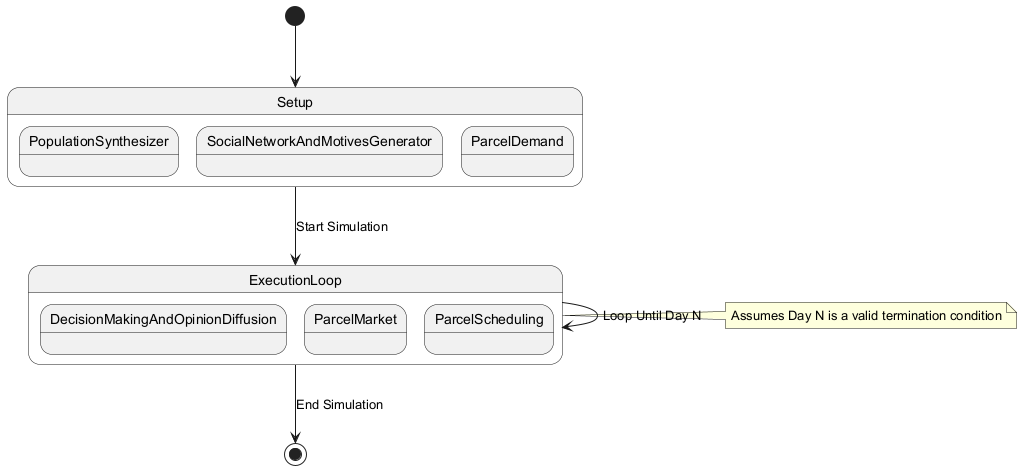 Setup
PopulationSynthesizer
SocialNetworkAndMotivesGenerator
ParcelDemand
Start Simulation
ExecutionLoop
DecisionMakingAndOpinionDiffusion
ParcelMarket
ParcelScheduling
Loop Until Day N
Assumes Day N is a valid termination condition
End Simulation